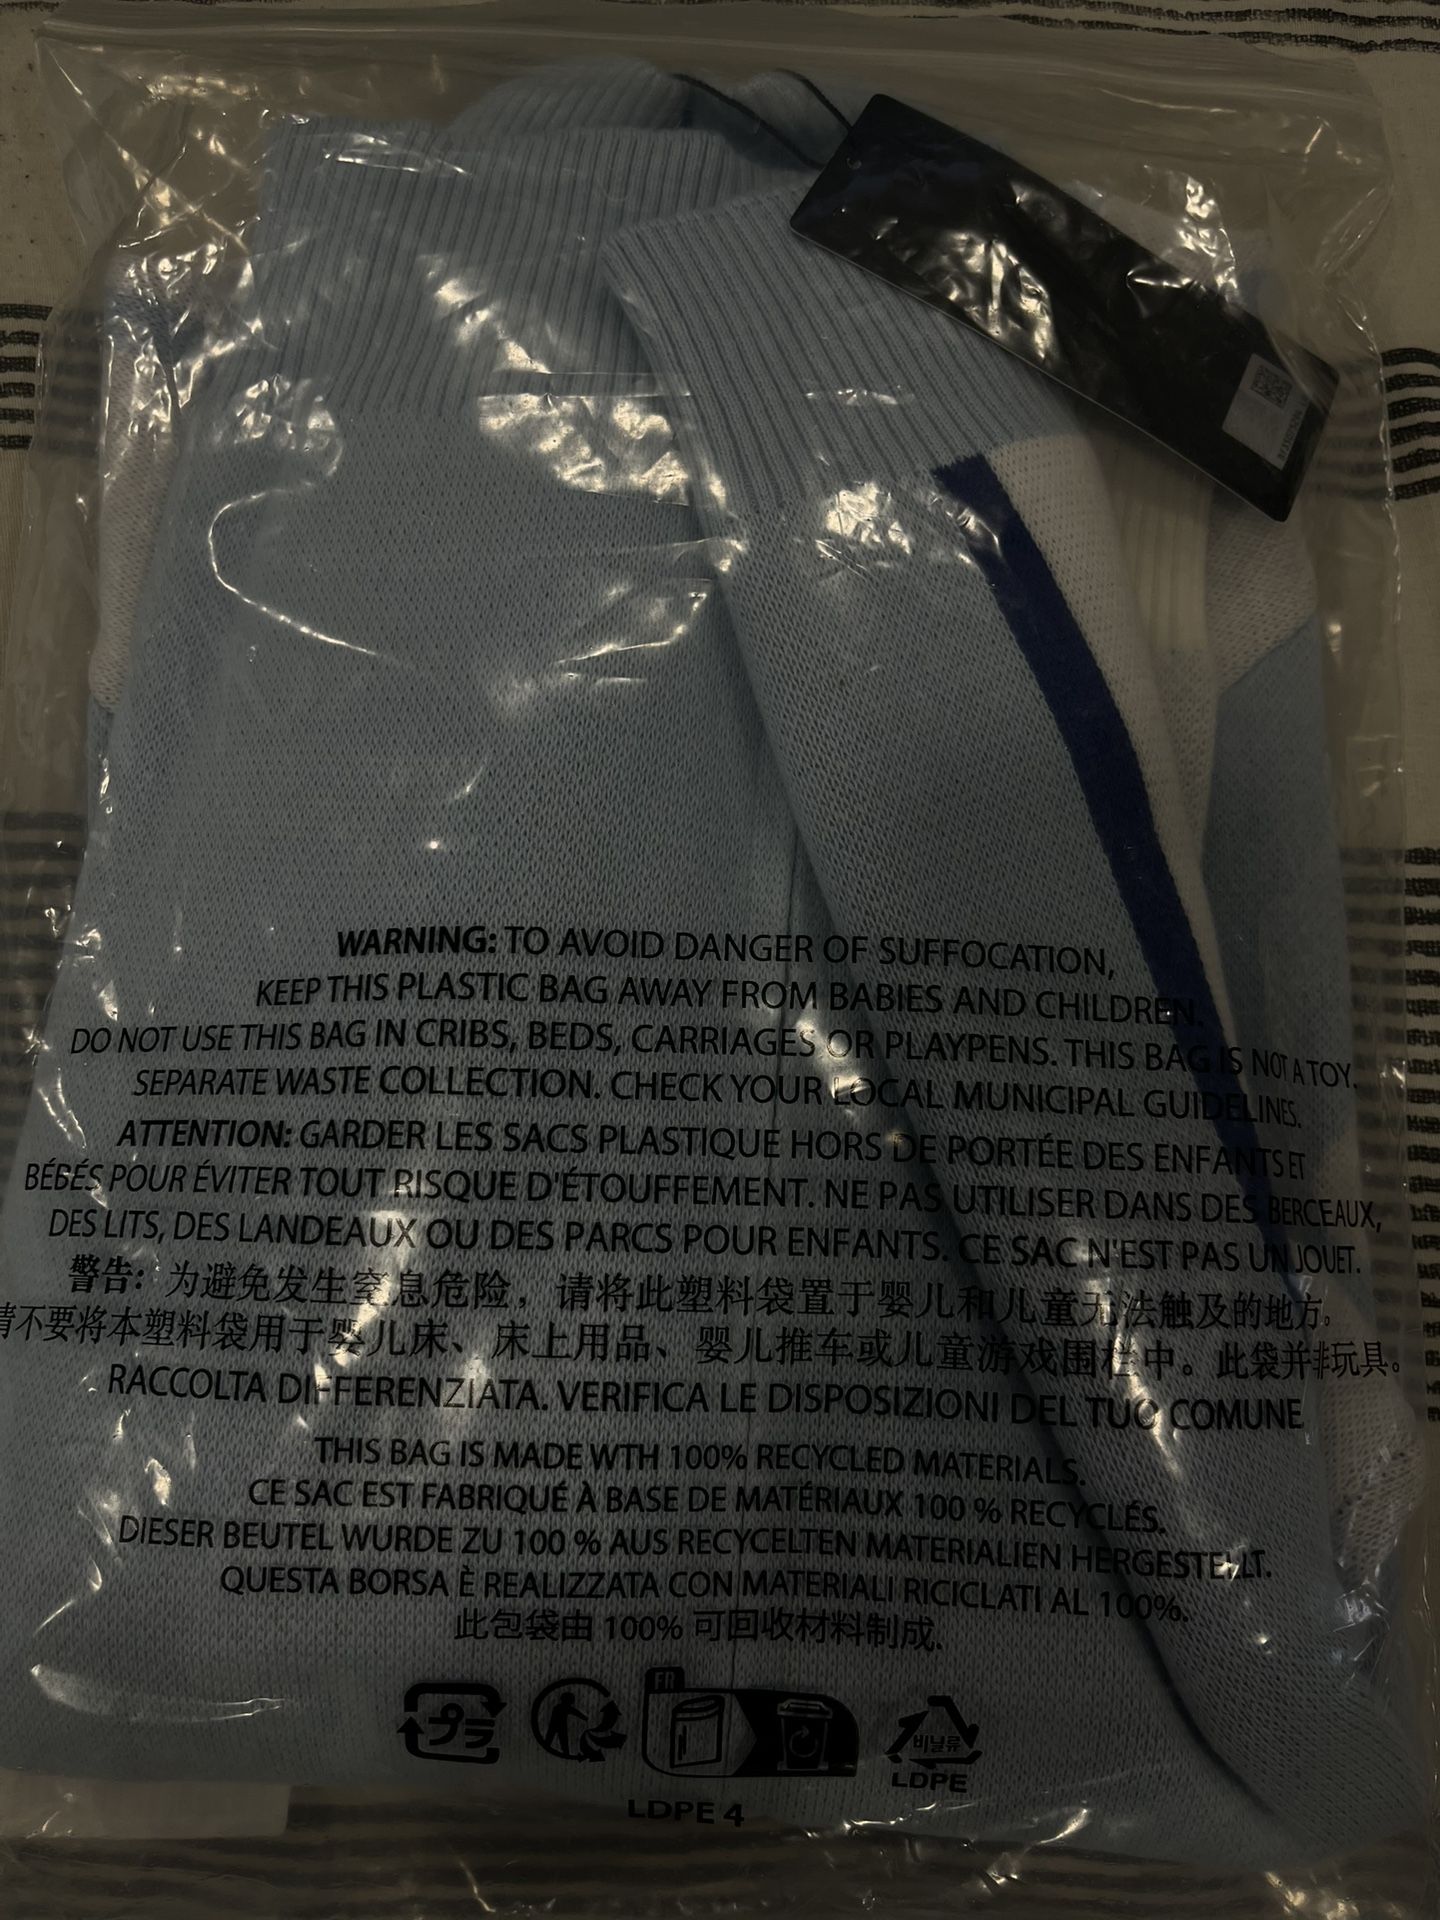 WARNING: TO AVOID DANGER OF SUFFOCATION,
KEEP THIS PLASTIC BAG AWAY FROM BABIES AND CHILDREN.
DO NOT USE THIS BAG IN CRIBS, BEDS, CARRIAGES OR PLAYPENS. THIS BAG IS NOT A TOY.
SEPARATE WASTE COLLECTION. CHECK YOUR LOCAL MUNICIPAL GUIDELINES.
ATTENTION: GARDER LES SACS PLASTIQUE HORS DE PORTÉE DES ENFANTS ET
BÉBÉS POUR ÉVITER TOUT RISQUE D'ÉTOUFFEMENT. NE PAS UTILISER DANS DES BERCEAUX,
DES LITS, DES LANDEAUX OU DES PARCS POUR ENFANTS. CE SAC N'EST PAS UN JOUET.
警告: 为避免发生窒息危险，请将此塑料袋置于婴儿和儿童无法触及的地方。
请不要将本塑料袋用于婴儿床、床上用品、婴儿推车或儿童游戏围栏中。此袋并非玩具。
RACCOLTA DIFFERENZIATA. VERIFICA LE DISPOSIZIONI DEL TUO COMUNE
THIS BAG IS MADE WTH 100% RECYCLED MATERIALS.
CE SAC EST FABRIQUÉ À BASE DE MATÉRIAUX 100 % RECYCLÉS.
DIESER BEUTEL WURDE ZU 100 % AUS RECYCELTEN MATERIALIEN HERGESTELLT.
QUESTA BORSA È REALIZZATA CON MATERIALI RICICLATI AL 100%.
此包袋由 100% 可回收材料制成.
FR
プラ
비닐류
LDPE
LDPE 4